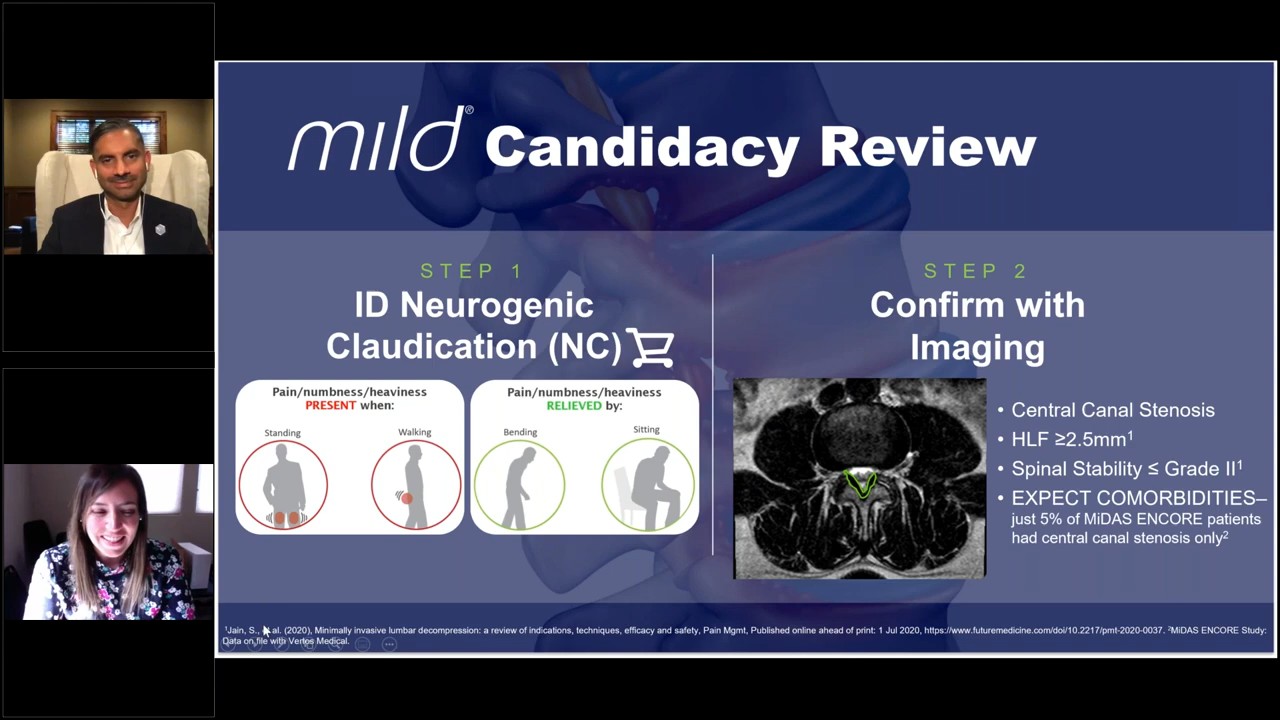 mild® Candidacy Review
STEP 1
ID Neurogenic
Claudication (NC)
Pain/numbness/heaviness
PRESENT when:
Standing
Walking
Pain/numbness/heaviness
RELIEVED by:
Bending
Sitting
STEP 2
Confirm with
Imaging
• Central Canal Stenosis
• HLF ≥2.5mm¹
• Spinal Stability ≤ Grade II¹
• EXPECT COMORBIDITIES–
just 5% of MiDAS ENCORE patients
had central canal stenosis only²
¹Jain, S., al. (2020), Minimally invasive lumbar decompression: a review of indications, techniques, efficacy and safety, Pain Mgmt, Published online ahead of print: 1 Jul 2020, https://www.futuremedicine.com/doi/10.2217/pmt-2020-0037. ²MiDAS ENCORE Study:
Data on file with Vertos Medical.